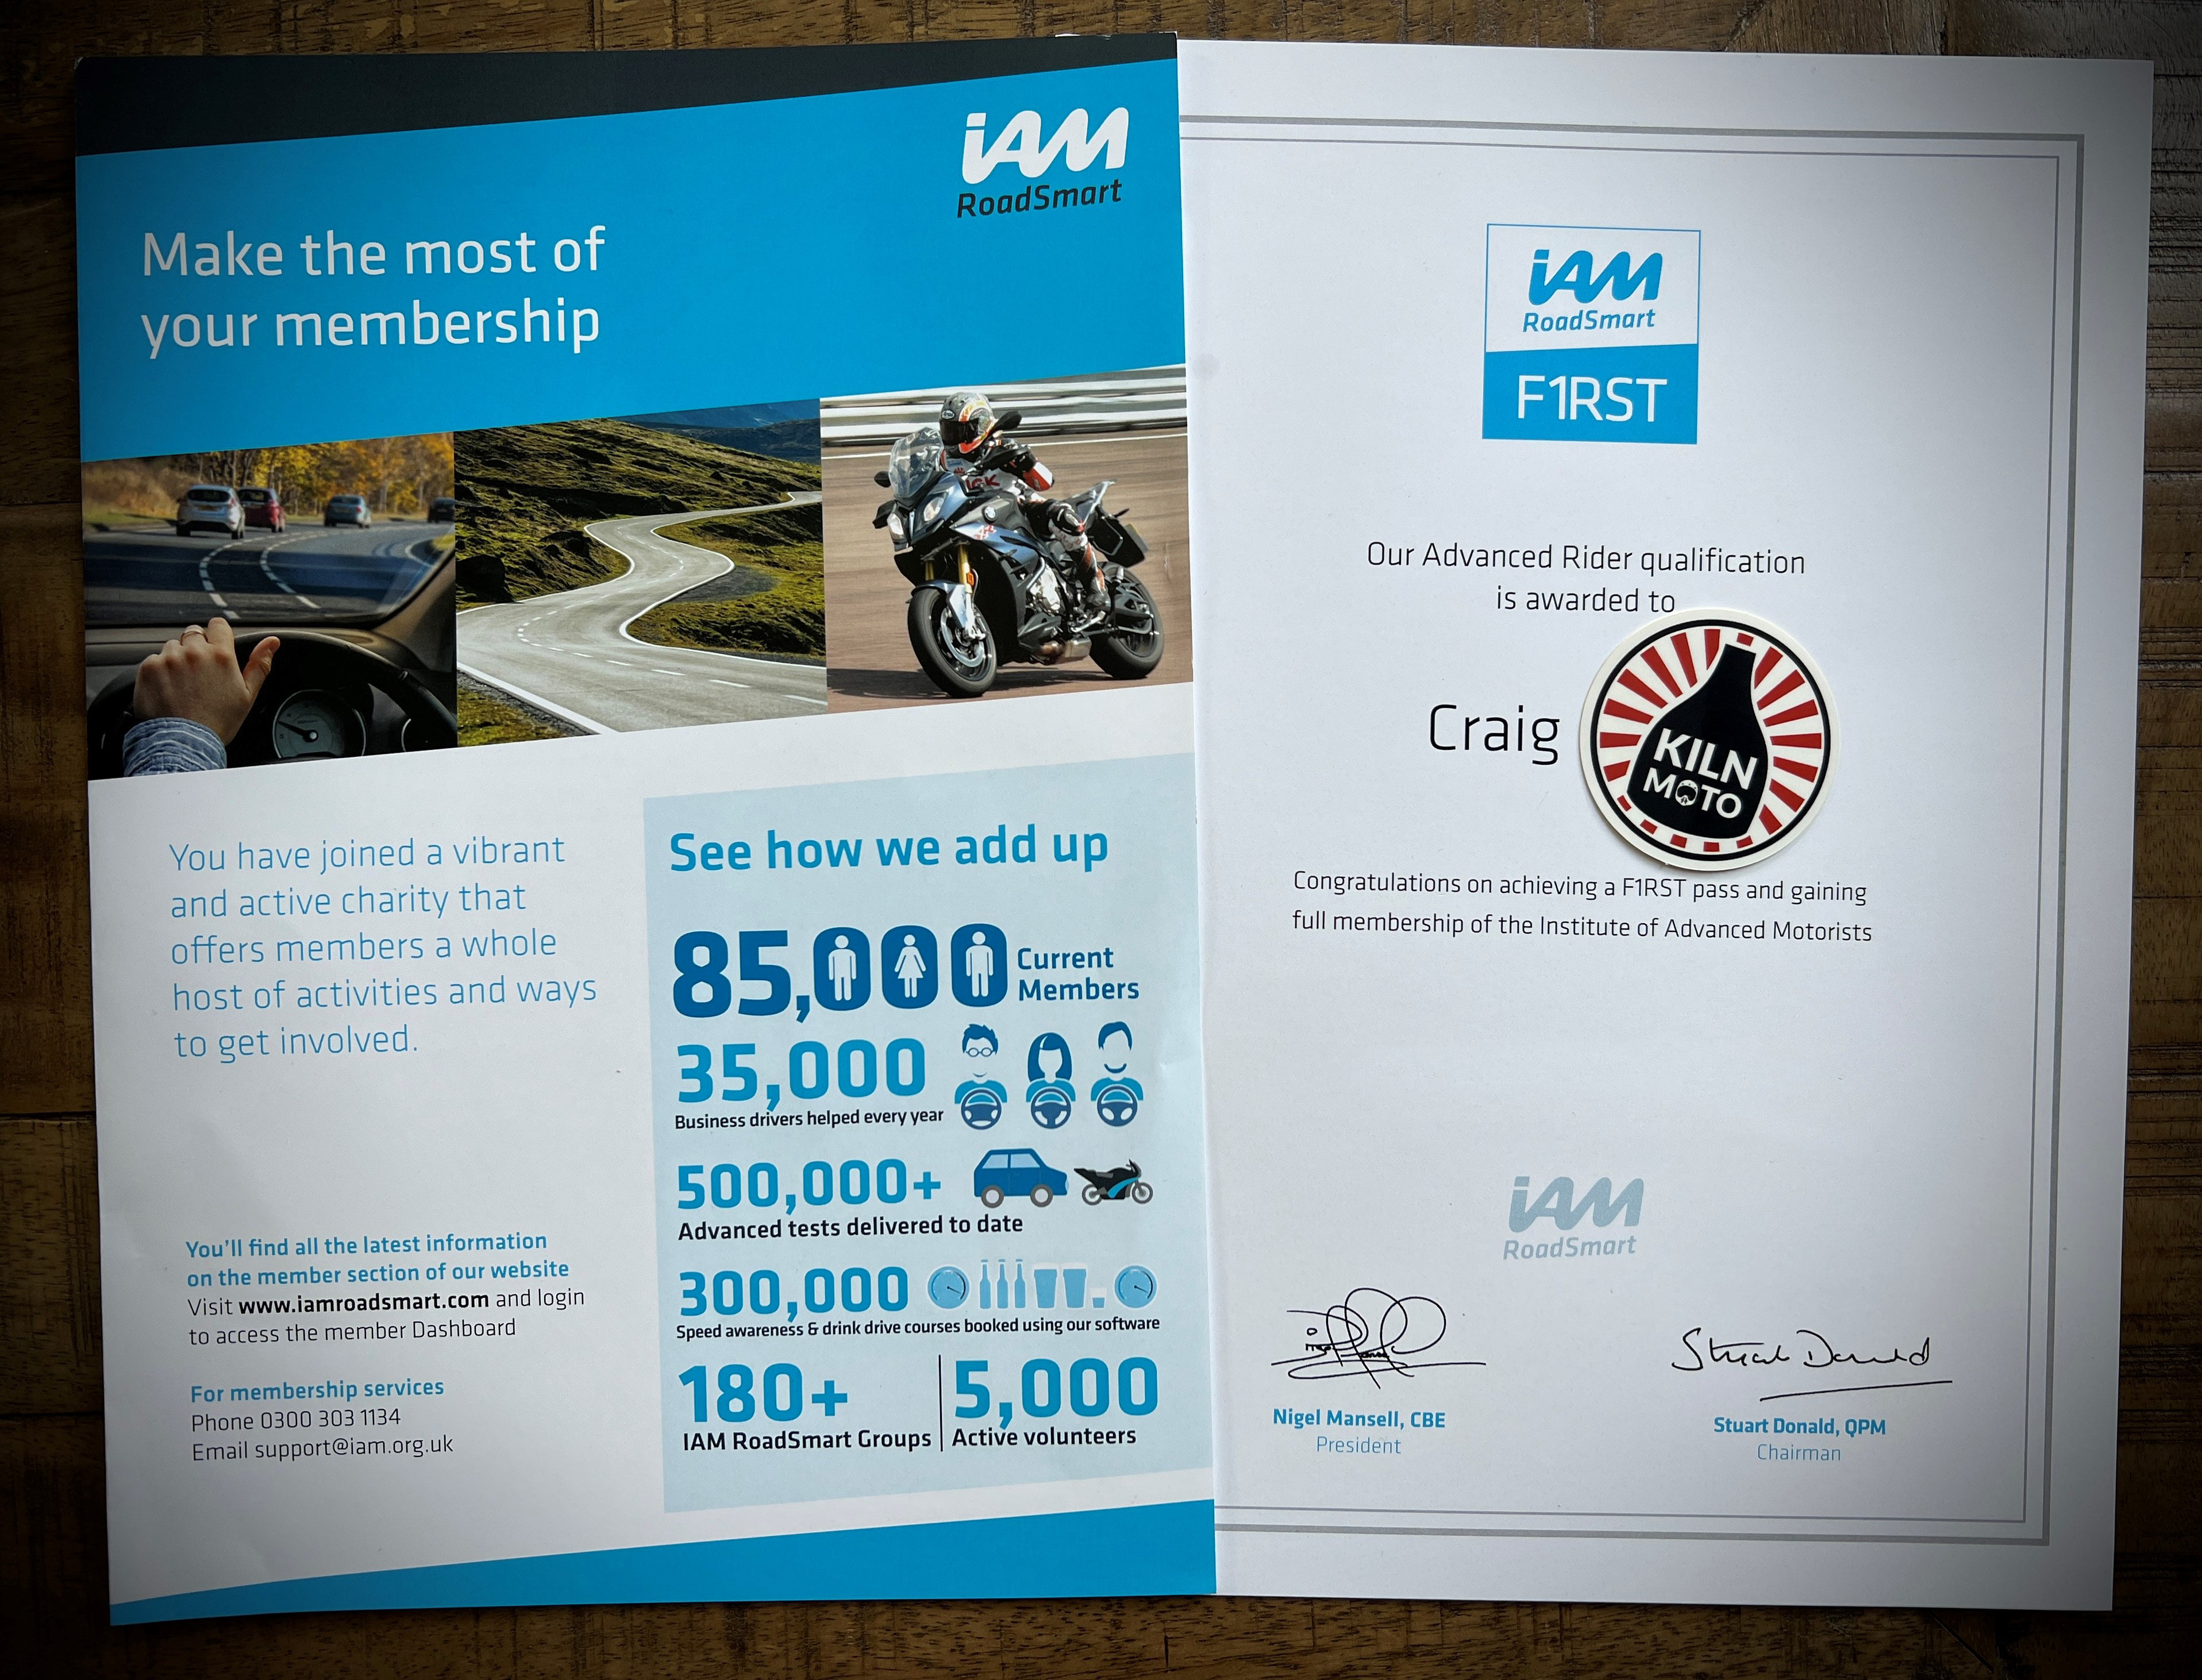 iAM
RoadSmart
Make the most of
your membership
You have joined a vibrant
and active charity that
offers members a whole
host of activities and ways
to get involved.
You'll find all the latest information
on the member section of our website
Visit www.iamroadsmart.com and login
to access the member Dashboard
For membership services
Phone 0300 303 1134
Email support@iam.org.uk
See how we add up
85,000 Current
Members
35,000
Business drivers helped every year
500,000+
Advanced tests delivered to date
300,000
Speed awareness & drink drive courses booked using our software
180+
IAM RoadSmart Groups
5,000
Active volunteers
iAM
RoadSmart
F1RST
Our Advanced Rider qualification
is awarded to
Craig
KILN
MOTO
Congratulations on achieving a F1RST pass and gaining
full membership of the Institute of Advanced Motorists
iAM
RoadSmart
Stuart Donald
Nigel Mansell, CBE
President
Stuart Donald, QPM
Chairman